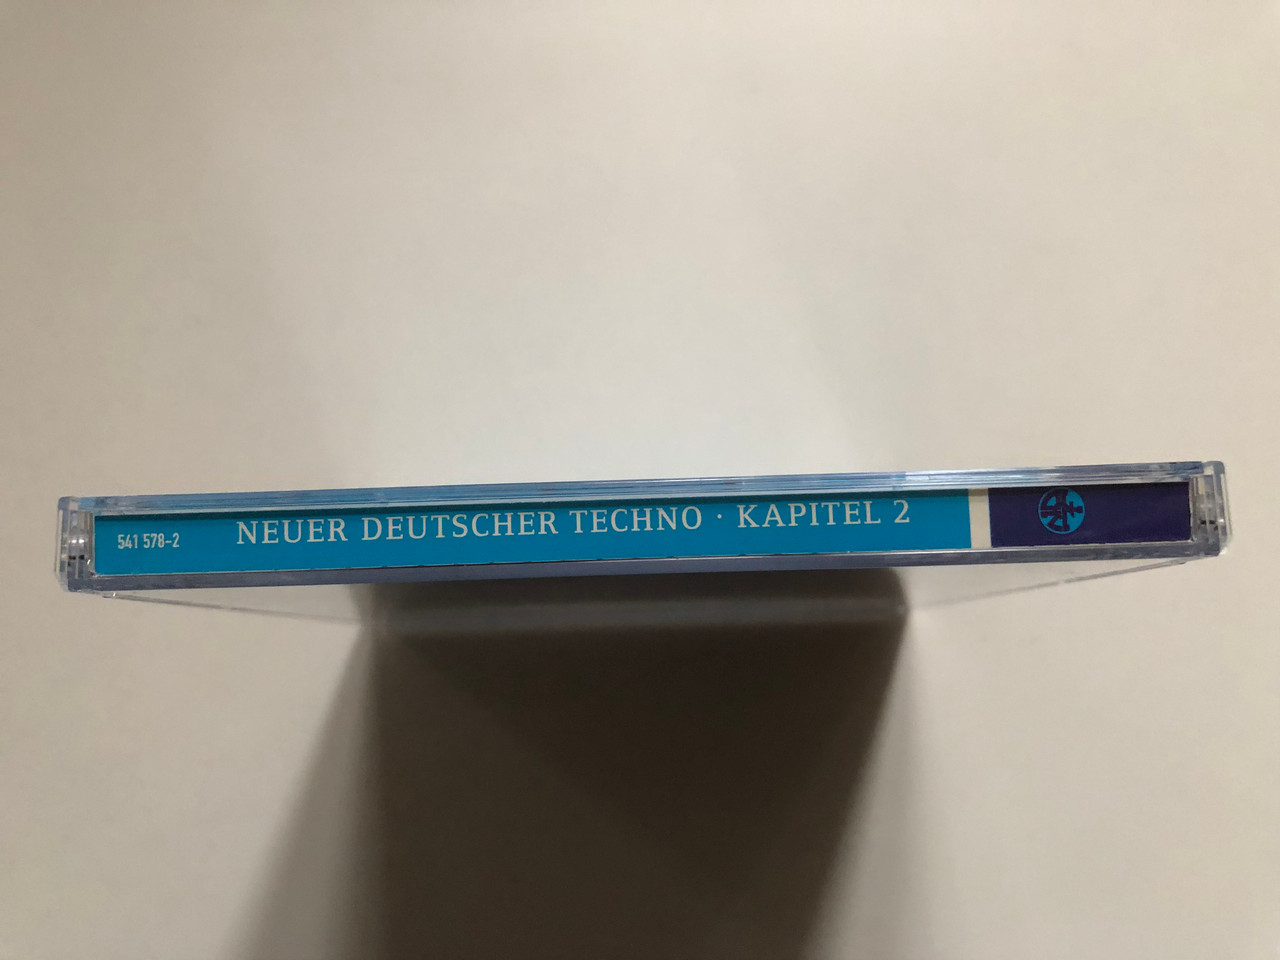 541 578-2 NEUER DEUTSCHER TECHNO · KAPITEL 2